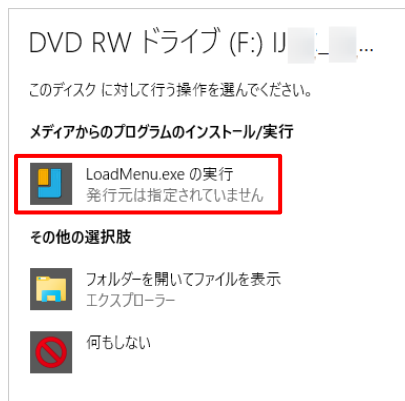 DVD RW ドライブ (F:) IJ _ ...
このディスク に対して行う操作を選んでください。
メディアからのプログラムのインストール/実行
LoadMenu.exe の実行
発行元は指定されていません
その他の選択肢
フォルダーを開いてファイルを表示
エクスプローラー
何もしない